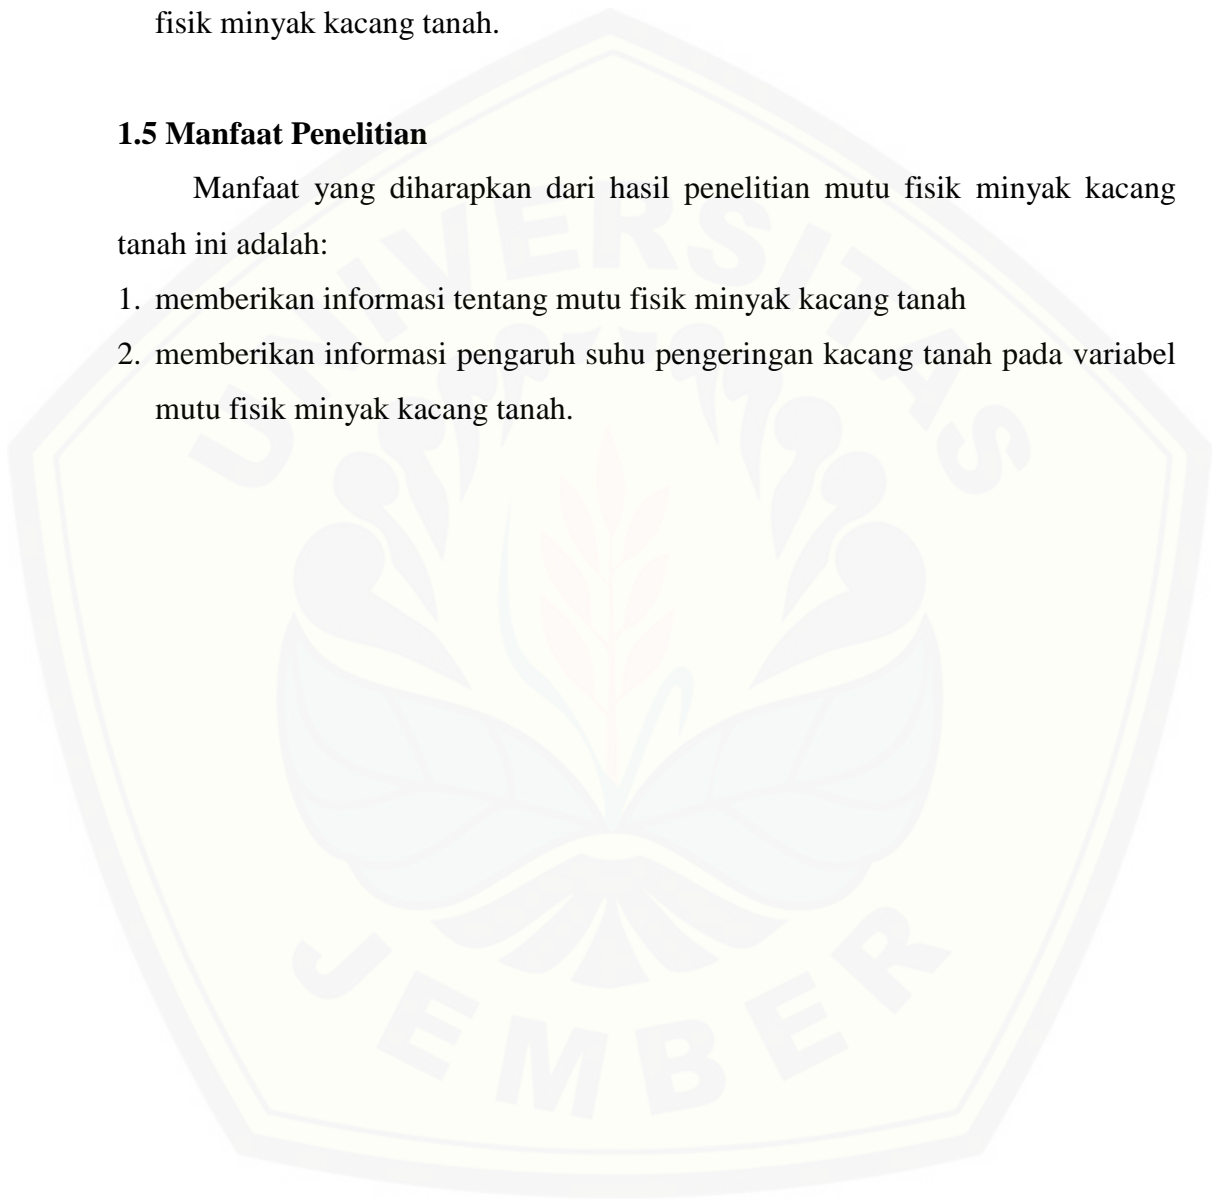 fisik minyak kacang tanah.
1.5 Manfaat Penelitian
Manfaat yang diharapkan dari hasil penelitian mutu fisik minyak kacang
tanah ini adalah:
1. memberikan informasi tentang mutu fisik minyak kacang tanah
2. memberikan informasi pengaruh suhu pengeringan kacang tanah pada variabel
mutu fisik minyak kacang tanah.
UNIVERSITAS
JEMBER